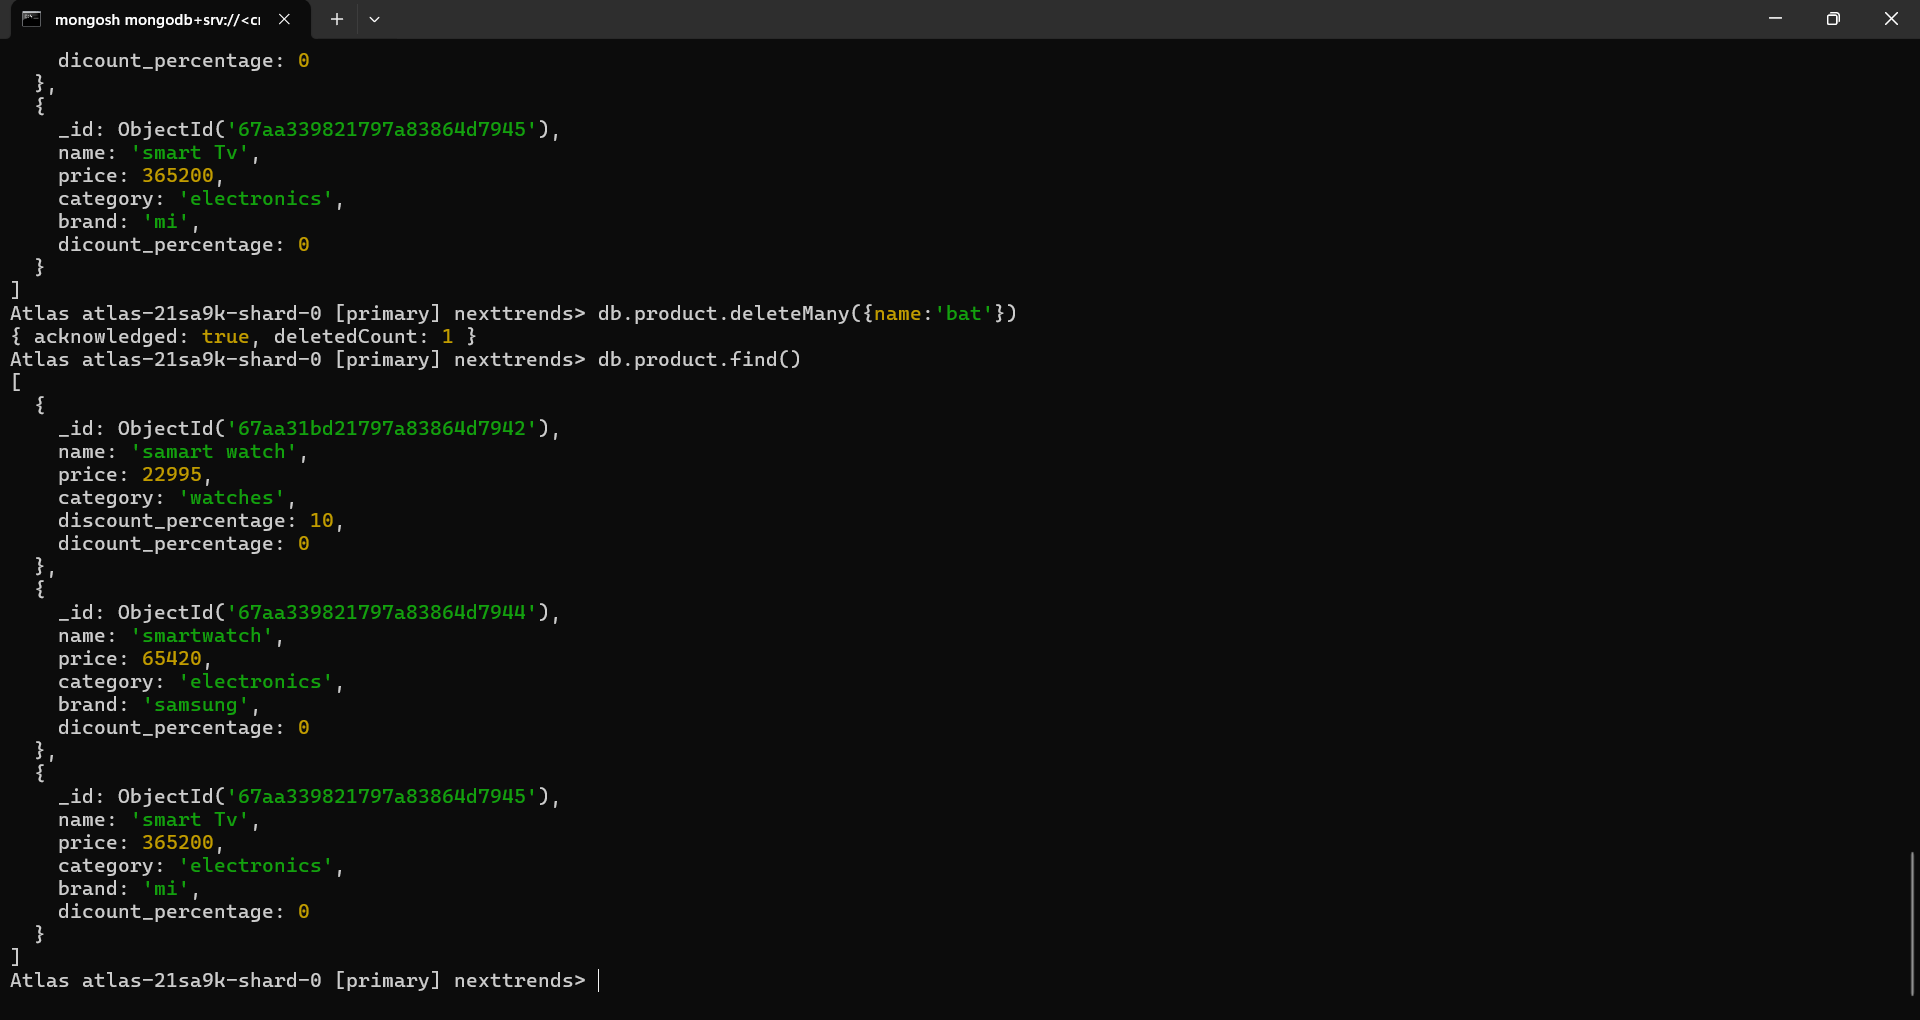 mongosh mongodb+srv://<cr
    dicount_percentage: 0
  },
  {
    _id: ObjectId('67aa339821797a83864d7945'),
    name: 'smart Tv',
    price: 365200,
    category: 'electronics',
    brand: 'mi',
    dicount_percentage: 0
  }
]
Atlas atlas-21sa9k-shard-0 [primary] nexttrends> db.product.deleteMany({name:'bat'})
{ acknowledged: true, deletedCount: 1 }
Atlas atlas-21sa9k-shard-0 [primary] nexttrends> db.product.find()
[
  {
    _id: ObjectId('67aa31bd21797a83864d7942'),
    name: 'samart watch',
    price: 22995,
    category: 'watches',
    discount_percentage: 10,
    dicount_percentage: 0
  },
  {
    _id: ObjectId('67aa339821797a83864d7944'),
    name: 'smartwatch',
    price: 65420,
    category: 'electronics',
    brand: 'samsung',
    dicount_percentage: 0
  },
  {
    _id: ObjectId('67aa339821797a83864d7945'),
    name: 'smart Tv',
    price: 365200,
    category: 'electronics',
    brand: 'mi',
    dicount_percentage: 0
  }
]
Atlas atlas-21sa9k-shard-0 [primary] nexttrends>